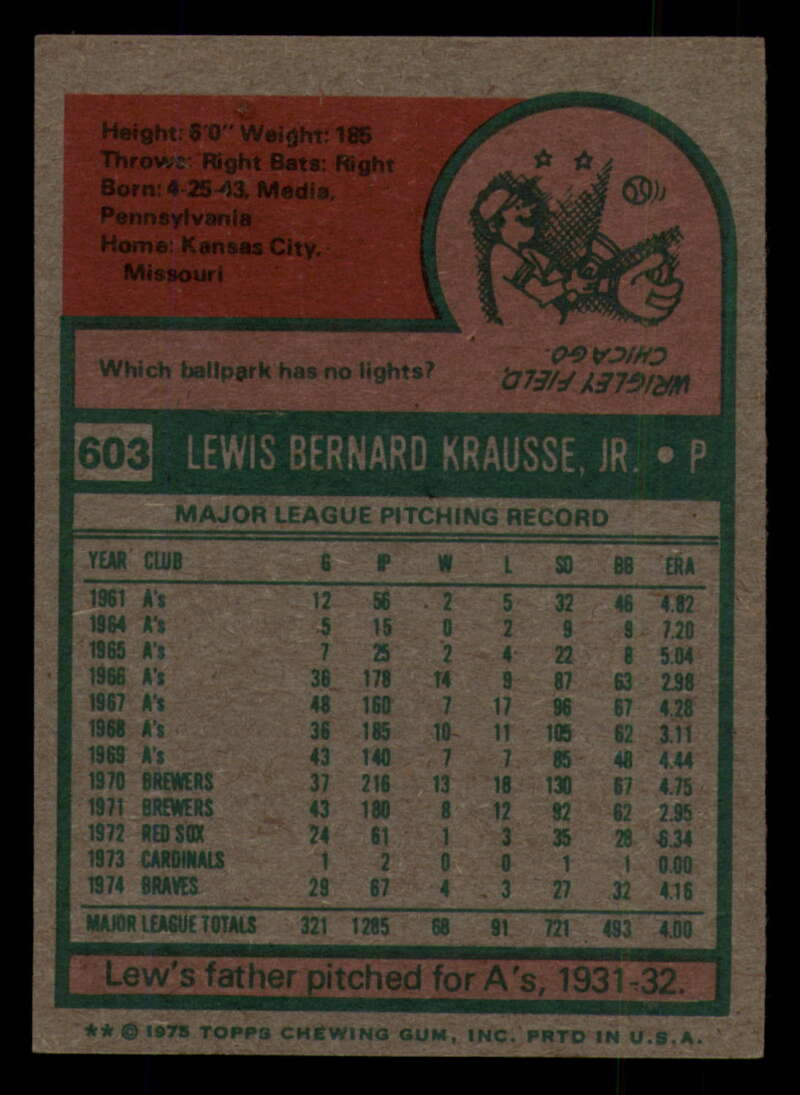 Height: 6'0" Weight: 185
Throws: Right Bats: Right
Born: 4-25-43, Media,
Pennsylvania
Home: Kansas City,
Missouri
Which ballpark has no lights?
WRIGLEY FIELD,
CHICAGO.
603 LEWIS BERNARD KRAUSSE, JR. • P
MAJOR LEAGUE PITCHING RECORD
YEAR CLUB G IP W L SO BB ERA
1961 A's 12 56 2 5 32 46 4.82
1964 A's 5 15 0 2 9 9 7.20
1965 A's 7 25 2 4 22 8 5.04
1966 A's 36 178 14 9 87 63 2.98
1967 A's 48 160 7 17 96 67 4.28
1968 A's 36 185 10 11 105 62 3.11
1969 A's 43 140 7 7 85 48 4.44
1970 BREWERS 37 216 13 18 130 67 4.75
1971 BREWERS 43 180 8 12 92 62 2.95
1972 RED SOX 24 61 1 3 35 28 6.34
1973 CARDINALS 1 2 0 0 1 1 0.00
1974 BRAVES 29 67 4 3 27 32 4.16
MAJOR LEAGUE TOTALS 321 1285 68 91 721 493 4.00
Lew's father pitched for A's, 1931-32.
** © 1975 TOPPS CHEWING GUM, INC. PRTD IN U.S.A.